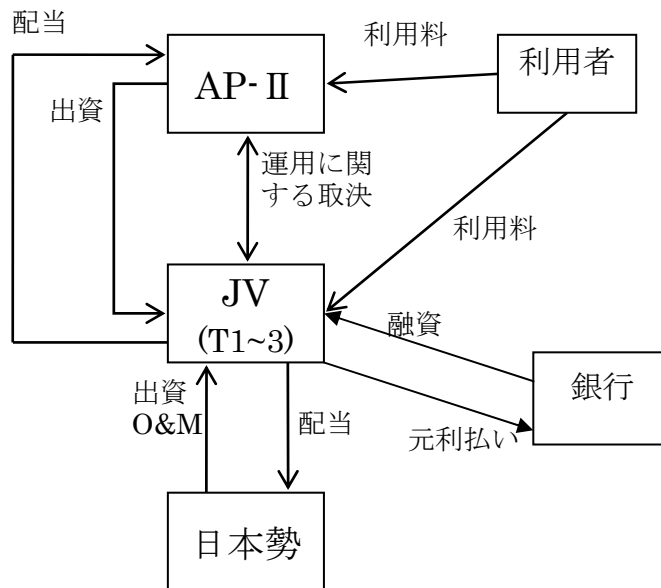 配当
利用料
利用者
AP-Ⅱ
出資
運用に関
する取決
利用料
JV
(T1~3)
融資
銀行
出資
O&M
配当
元利払い
日本勢